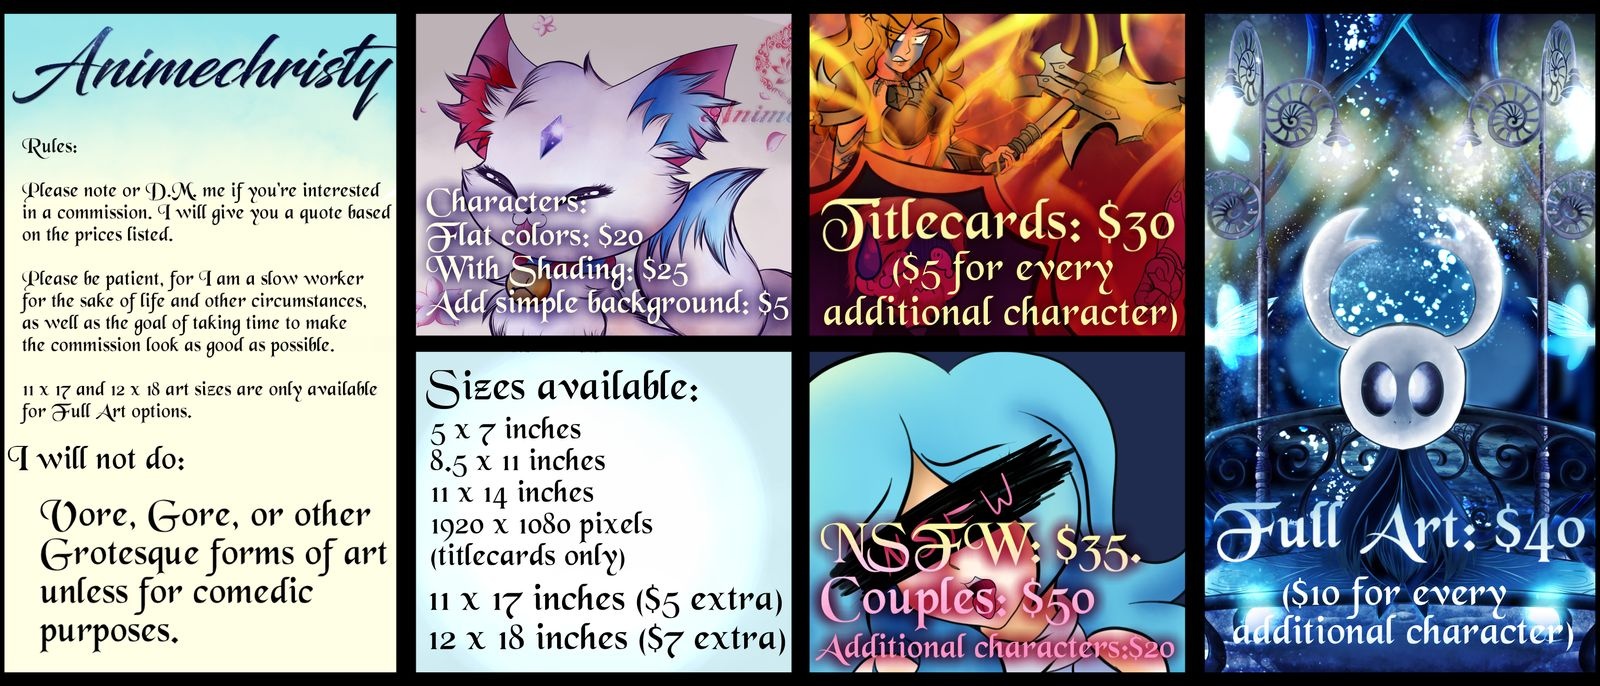 Animechristy
Rules:
Please note or D.M. me if you're interested
in a commission. I will give you a quote based
on the prices listed.
Please be patient, for I am a slow worker
for the sake of life and other circumstances,
as well as the goal of taking time to make
the commission look as good as possible.
11 x 17 and 12 x 18 art sizes are only available
for Full Art options.
I will not do:
Vore, Gore, or other
Grotesque forms of art
unless for comedic
purposes.
Characters:
Flat colors: $20
With Shading: $25
Add simple background: $5
Sizes available:
5 x 7 inches
8.5 x 11 inches
11 x 14 inches
1920 x 1080 pixels
(titlecards only)
11 x 17 inches ($5 extra)
12 x 18 inches ($7 extra)
Titlecards: $30
($5 for every
additional character)
NSFW: $35.
Couples: $50
Additional characters:$20
Full Art: $40
($10 for every
additional character)